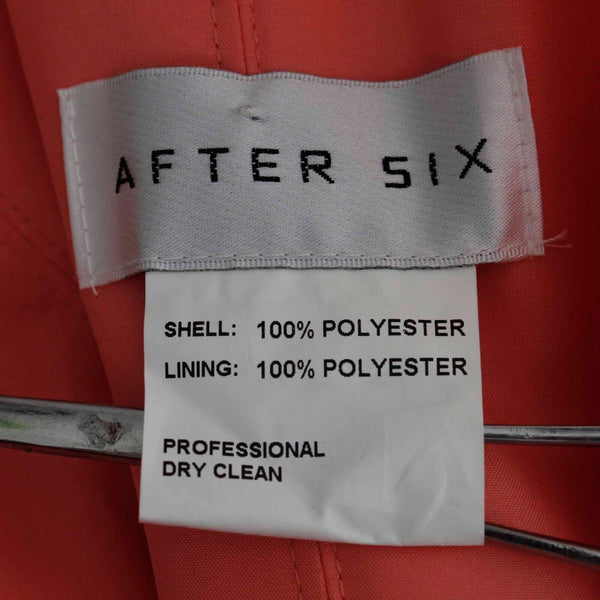 AFTER SIX
SHELL: 100% POLYESTER
LINING: 100% POLYESTER
PROFESSIONAL
DRY CLEAN